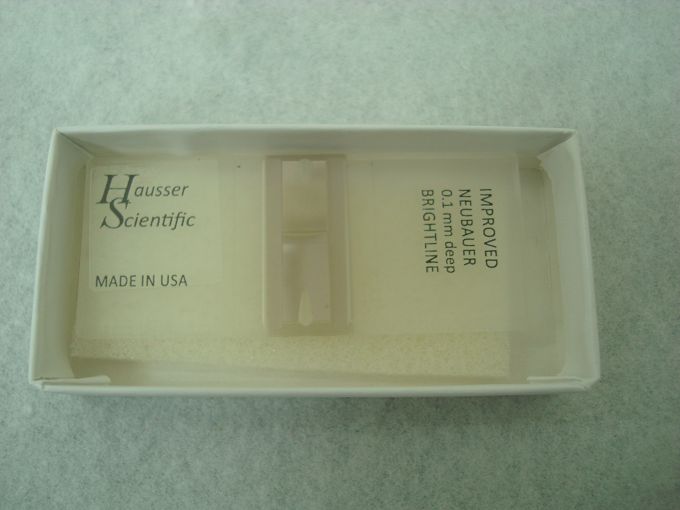 Hausser
Scientific
MADE IN USA
IMPROVED
NEUBAUER
0.1 mm deep
BRIGHTLINE